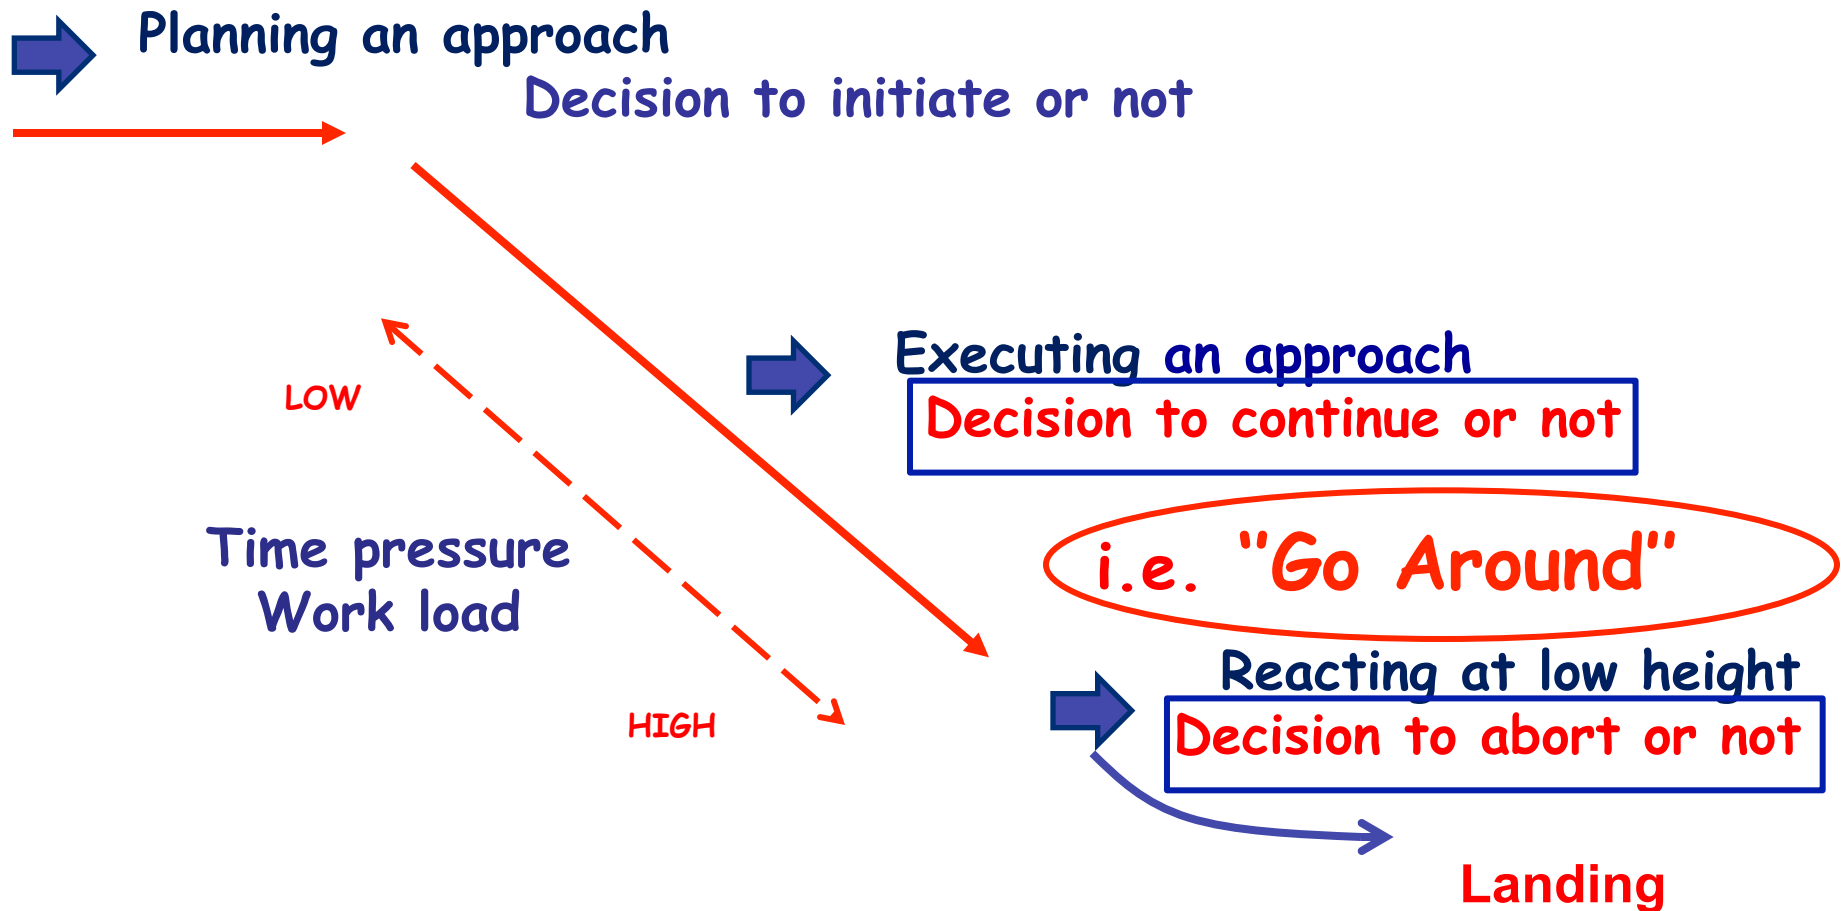 Planning an approach
Decision to initiate or not
Executing an approach
Decision to continue or not
LOW
i.e. "Go Around"
Time pressure
Work load
Reacting at low height
Decision to abort or not
HIGH
Landing